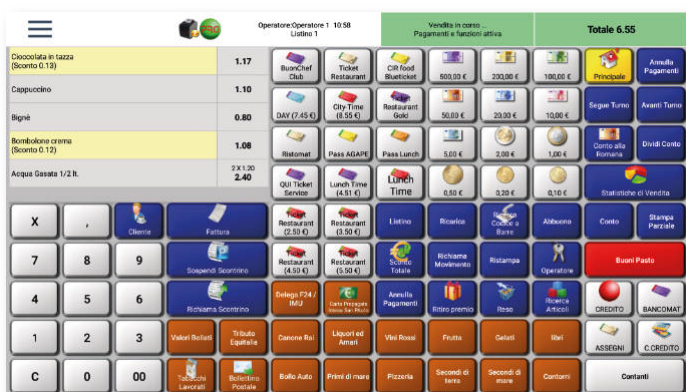 Operatore:Operatore 1 10:58
Listino 1
Vendita in corso ...
Pagamenti e funzioni attiva
Totale 6.55
Cioccolata in tazza
(Sconto 0.13)
1.17
Cappuccino
1.10
Bignè
0.80
Bombolone crema
(Sconto 0.12)
1.08
Acqua Gasata 1/2 lt.
2 X 1.20
2.40
BuonChef
Club
Ticket
Restaurant
CIR food
Blueticket
500,00 €
200,00 €
100,00 €
Principale
Annulla
Pagamenti
DAY (7.45 €)
City-Time
(8.55 €)
Ticket
Restaurant
Gold
50,00 €
20,00 €
10,00 €
Segue Turno
Avanti Turno
Ristomat
Pass AGAPE
Pass Lunch
5,00 €
2,00 €
1,00 €
Conto alla
Romana
Dividi Conto
QUI Ticket
Service
Lunch Time
(4.51 €)
Lunch
Time
0,50 €
0,20 €
0,10 €
Statistiche
di Vendita
X
,
Cliente
Fattura
Ticket
Restaurant
(2.50 €)
Ticket
Restaurant
(3.50 €)
Listino
Ricarica
Codice a
Barre
Abbuono
Conto
Stampa
Parziale
7
8
9
Sospendi Scontrino
Ticket
Restaurant
(4.50 €)
Ticket
Restaurant
(5.50 €)
Sconto
Totale
Richiama
Movimento
Ristampa
Operatore
Buoni Pasto
4
5
6
Richiama Scontrino
Delega F24 /
IMU
Carta Prepagata
Annulla
Pagamenti
Ritiro premio
Reso
Ricerca
Articoli
CREDITO
BANCOMAT
1
2
3
Valori Bollati
Tributo
Equitalia
Canone Rai
Liquori ed
Amari
Vini Rossi
Frutta
Gelati
libri
ASSEGNI
C.CREDITO
C
0
00
Tabacchi
Lavorati
Bollettino
Postale
Bollo Auto
Primi di mare
Pizzeria
Secondi di
terra
Secondi di
mare
Contorni
Contanti